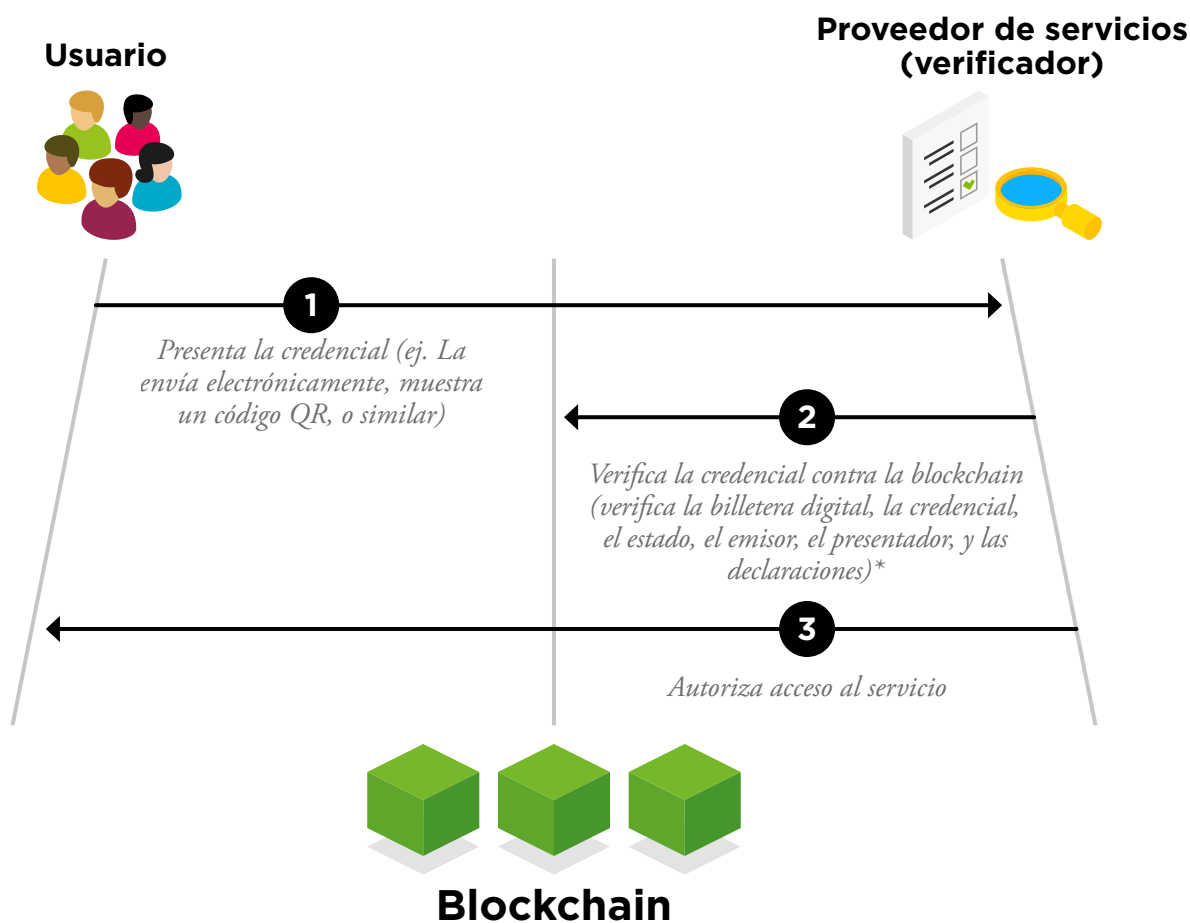 Usuario
Proveedor de servicios
(verificador)
1
Presenta la credencial (ej. La
envía electrónicamente, muestra
un código QR, o similar)
2
Verifica la credencial contra la blockchain
(verifica la billetera digital, la credencial,
el estado, el emisor, el presentador, y las
declaraciones)*
3
Autoriza acceso al servicio
Blockchain